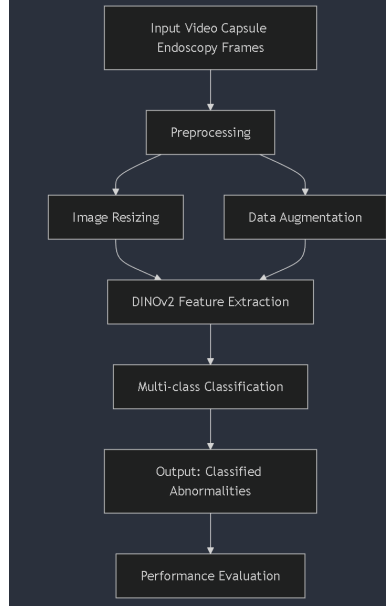 Input Video Capsule
Endoscopy Frames
Preprocessing
Image Resizing
Data Augmentation
DINOv2 Feature Extraction
Multi-class Classification
Output: Classified
Abnormalities
Performance Evaluation